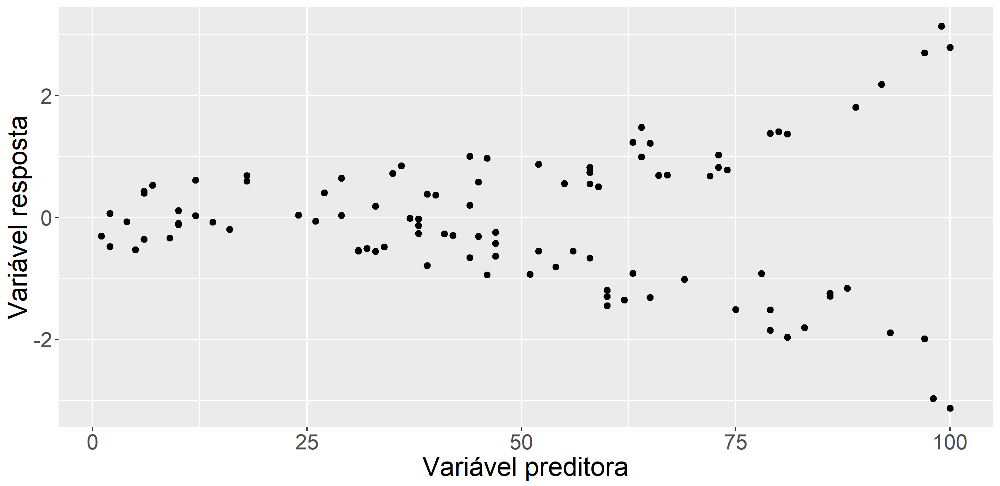 Variável resposta
2
0
-2
0 25 50 75 100
Variável preditora